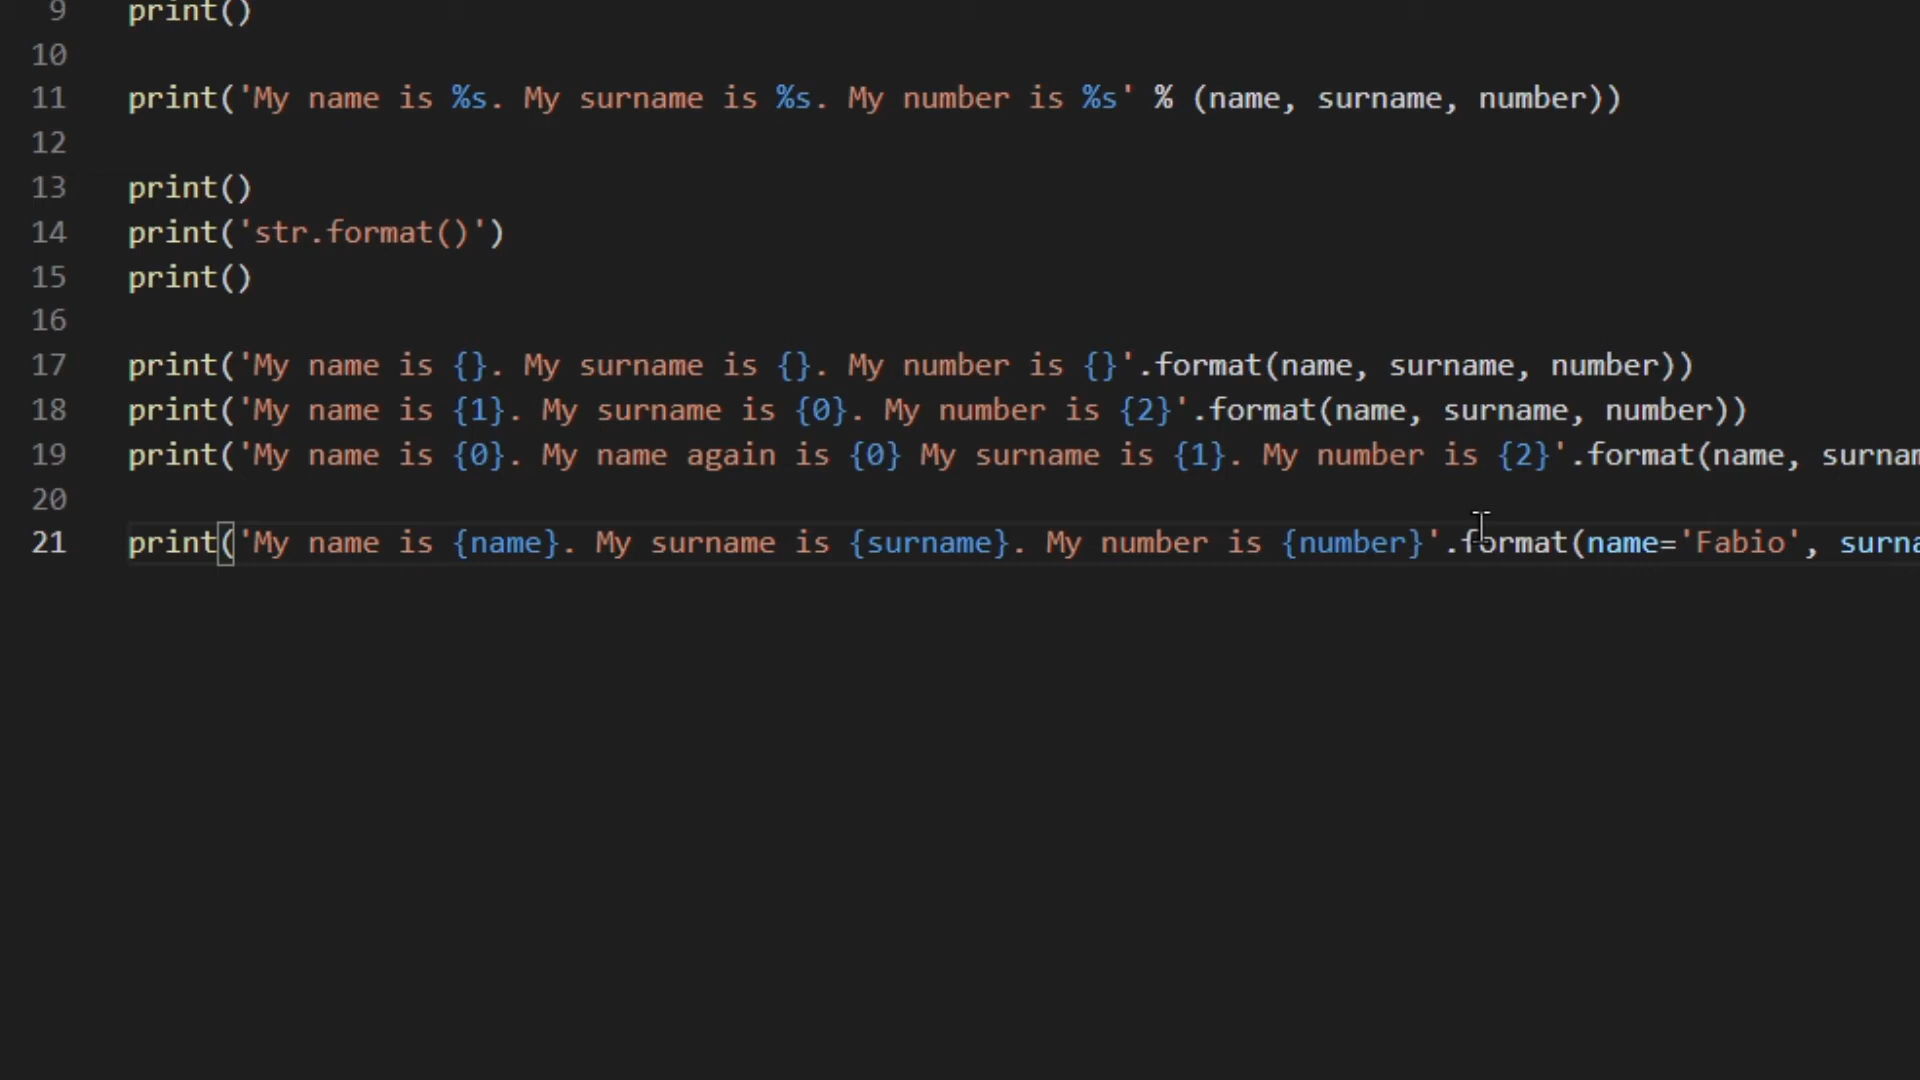 9 print()
10
11 print('My name is %s. My surname is %s. My number is %s' % (name, surname, number))
12
13 print()
14 print('str.format()')
15 print()
16
17 print('My name is {}. My surname is {}. My number is {}'.format(name, surname, number))
18 print('My name is {1}. My surname is {0}. My number is {2}'.format(name, surname, number))
19 print('My name is {0}. My name again is {0} My surname is {1}. My number is {2}'.format(name, surnam
20
21 print('My name is {name}. My surname is {surname}. My number is {number}'.format(name='Fabio', surna